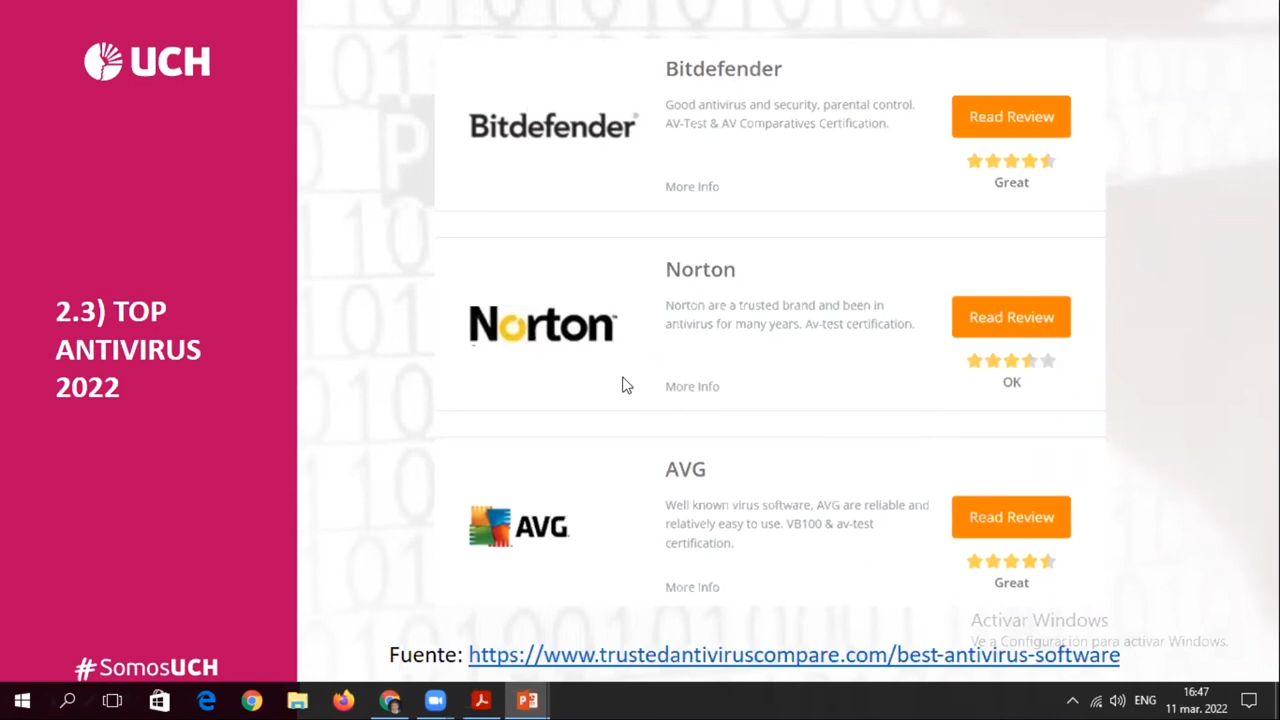 UCH
2.3) TOP
ANTIVIRUS
2022
#SomosUCH
Bitdefender
Bitdefender
Good antivirus and security, parental control.
AV-Test & AV Comparatives Certification.
More Info
Read Review
Great
Norton
Norton
Norton are a trusted brand and been in
antivirus for many years. Av-test certification.
More Info
Read Review
OK
AVG
AVG
Well known virus software, AVG are reliable and
relatively easy to use. VB100 & av-test
certification.
More Info
Read Review
Great
Activar Windows
Ve a Configuración para activar Windows.
Fuente: https://www.trustedantiviruscompare.com/best-antivirus-software
ENG
16:47
11 mar. 2022